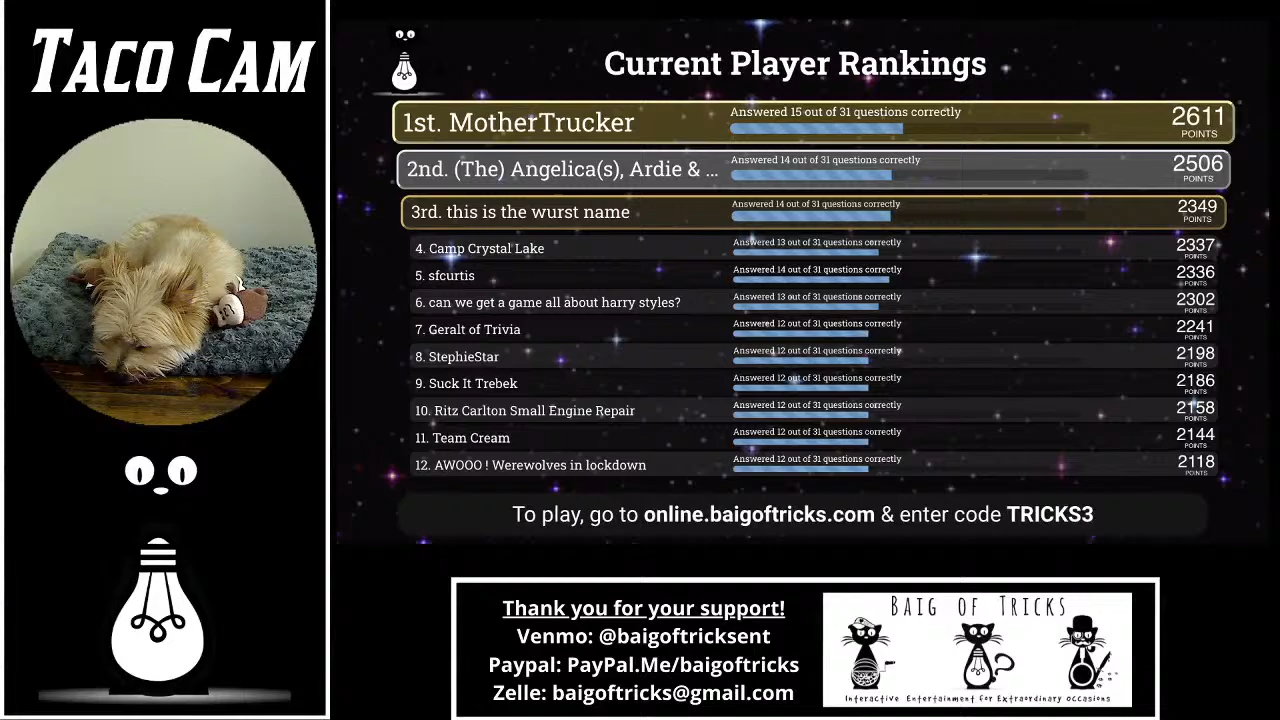 TACO CAM
Current Player Rankings
1st. MotherTrucker
Answered 15 out of 31 questions correctly
2611
POINTS
2nd. (The) Angelica(s), Ardie & ...
Answered 14 out of 31 questions correctly
2506
POINTS
3rd. this is the wurst name
Answered 14 out of 31 questions correctly
2349
POINTS
4. Camp Crystal Lake
Answered 13 out of 31 questions correctly
2337
POINTS
5. sfcurtis
Answered 14 out of 31 questions correctly
2336
POINTS
6. can we get a game all about harry styles?
Answered 13 out of 31 questions correctly
2302
POINTS
7. Geralt of Trivia
Answered 12 out of 31 questions correctly
2241
POINTS
8. StephieStar
Answered 12 out of 31 questions correctly
2198
POINTS
9. Suck It Trebek
Answered 12 out of 31 questions correctly
2186
POINTS
10. Ritz Carlton Small Engine Repair
Answered 12 out of 31 questions correctly
2158
POINTS
11. Team Cream
Answered 12 out of 31 questions correctly
2144
POINTS
12. AWOOO ! Werewolves in lockdown
Answered 12 out of 31 questions correctly
2118
POINTS
To play, go to online.baigoftricks.com & enter code TRICKS3
Thank you for your support!
Venmo: @baigoftricksent
Paypal: PayPal.Me/baigoftricks
Zelle: baigoftricks@gmail.com
BAIG OF TRICKS
Interactive Entertainment for Extraordinary occasions